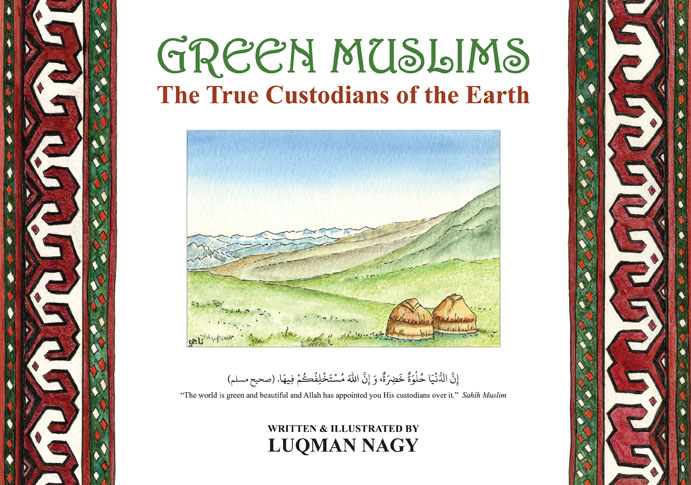 GREEN MUSLIMS
The True Custodians of the Earth
ناجي
إِنَّ الدُّنْيَا حُلْوَةٌ خَضِرَةٌ، وَ إِنَّ اللهَ مُسْتَخْلِفُكُمْ فِيهَا. (صحيح مسلم)
“The world is green and beautiful and Allah has appointed you His custodians over it.” Sahih Muslim
WRITTEN & ILLUSTRATED BY
LUQMAN NAGY